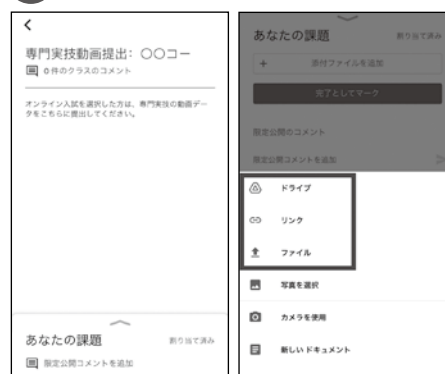 専門実技動画提出: 〇〇コー
0 件のクラスのコメント
オンライン入試を選択した方は、専門実技の動画デー
タをこちらに提出してください。
あなたの課題
割り当て済み
限定公開コメントを追加
あなたの課題
割り当て済み
+ 添付ファイルを追加
完了としてマーク
限定公開のコメント
限定公開コメントを追加
ドライブ
リンク
ファイル
写真を選択
カメラを使用
新しいドキュメント